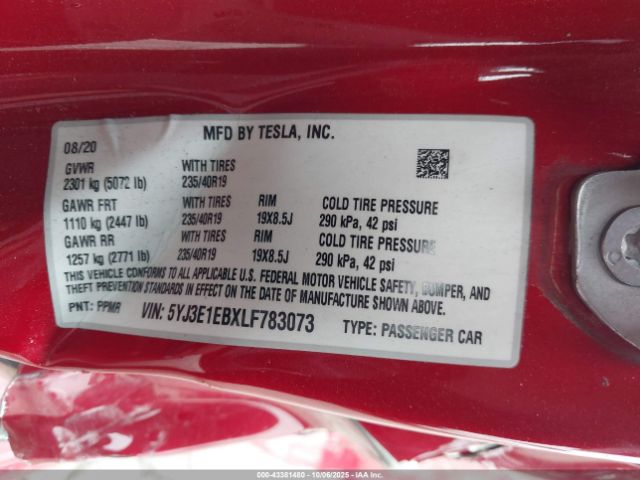 MFD BY TESLA, INC.
08/20
GVWR WITH TIRES
2301 kg (5072 lb) 235/40R19
GAWR FRT WITH TIRES RIM COLD TIRE PRESSURE
1110 kg (2447 lb) 235/40R19 19X8.5J 290 kPa, 42 psi
GAWR RR WITH TIRES RIM COLD TIRE PRESSURE
1257 kg (2771 lb) 235/40R19 19X8.5J 290 kPa, 42 psi
THIS VEHICLE CONFORMS TO ALL APPLICABLE U.S. FEDERAL MOTOR VEHICLE SAFETY, BUMPER, AND
THEFT PREVENTION STANDARDS IN EFFECT ON THE DATE OF MANUFACTURE SHOWN ABOVE.
PNT: PPMR VIN: 5YJ3E1EBXLF783073 TYPE: PASSENGER CAR
000-43381480 | 10/06/2025 | IAA Inc.